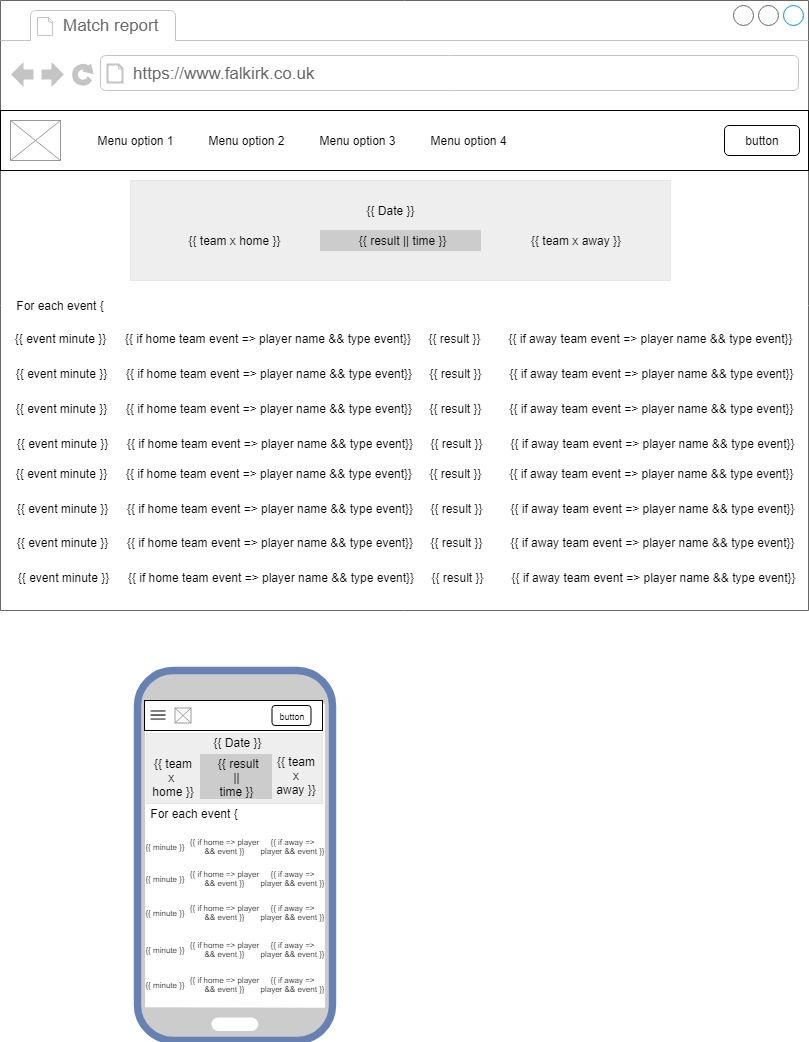 Match report
https://www.falkirk.co.uk
Menu option 1 Menu option 2 Menu option 3 Menu option 4 button
{{ Date }}
{{ team x home }} {{ result || time }} {{ team x away }}
For each event {
{{ event minute }} {{ if home team event => player name && type event}} {{ result }} {{ if away team event => player name && type event}}
{{ event minute }} {{ if home team event => player name && type event}} {{ result }} {{ if away team event => player name && type event}}
{{ event minute }} {{ if home team event => player name && type event}} {{ result }} {{ if away team event => player name && type event}}
{{ event minute }} {{ if home team event => player name && type event}} {{ result }} {{ if away team event => player name && type event}}
{{ event minute }} {{ if home team event => player name && type event}} {{ result }} {{ if away team event => player name && type event}}
{{ event minute }} {{ if home team event => player name && type event}} {{ result }} {{ if away team event => player name && type event}}
{{ event minute }} {{ if home team event => player name && type event}} {{ result }} {{ if away team event => player name && type event}}
{{ event minute }} {{ if home team event => player name && type event}} {{ result }} {{ if away team event => player name && type event}}
button
{{ Date }}
{{ team {{ result {{ team
x || x
home }} time }} away }}
For each event {
{{ if home => player {{ if away =>
{{ minute }} && event }} player && event }}
{{ if home => player {{ if away =>
{{ minute }} && event }} player && event }}
{{ if home => player {{ if away =>
{{ minute }} && event }} player && event }}
{{ if home => player {{ if away =>
{{ minute }} && event }} player && event }}
{{ if home => player {{ if away =>
{{ minute }} && event }} player && event }}